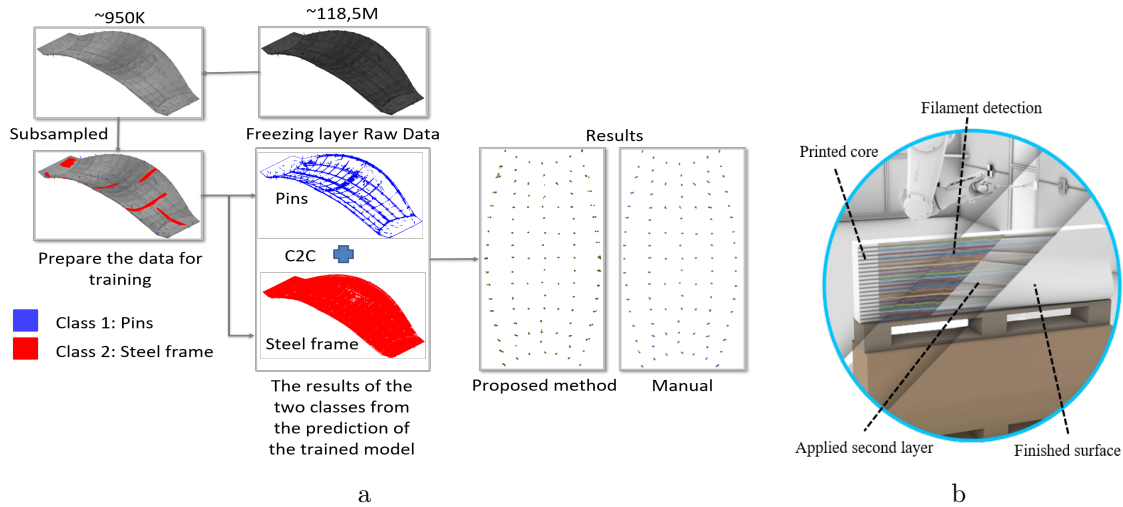 ~950K
~118,5M
Subsampled
Freezing layer Raw Data
Results
Pins
C2C
Steel frame
Prepare the data for
training
Class 1: Pins
Class 2: Steel frame
The results of the
two classes from
the prediction of
the trained model
Proposed method
Manual
a
Filament detection
Printed core
Applied second layer
Finished surface
b